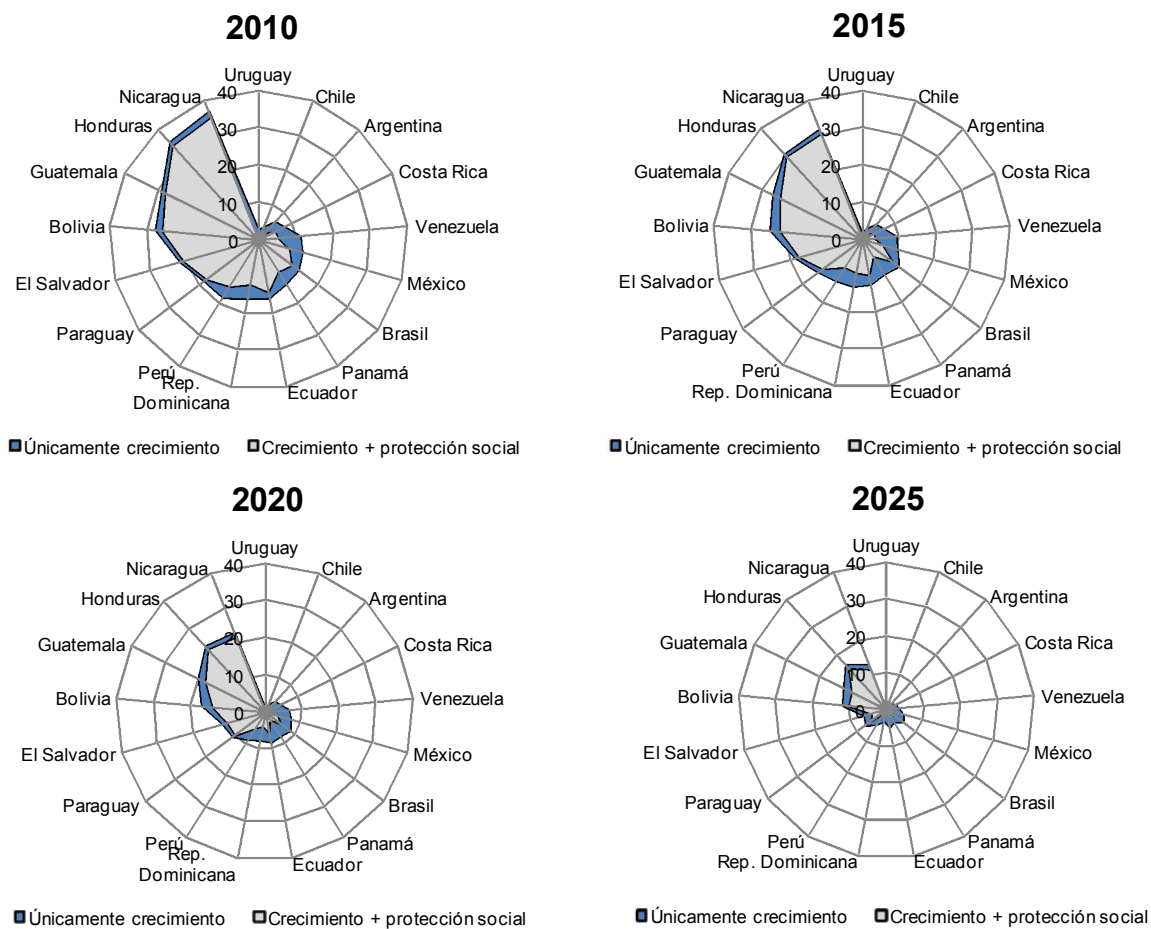 2010
Uruguay
Nicaragua
Chile
Honduras
Argentina
Guatemala
Costa Rica
Bolivia
Venezuela
El Salvador
México
Paraguay
Brasil
Perú
Panamá
Rep.
Dominicana
Ecuador
40
30
20
10
0
Únicamente crecimiento
Crecimiento + protección social
2015
Uruguay
Nicaragua
Chile
Honduras
Argentina
Guatemala
Costa Rica
Bolivia
Venezuela
El Salvador
México
Paraguay
Brasil
Perú
Panamá
Rep. Dominicana
Ecuador
40
30
20
10
0
Únicamente crecimiento
Crecimiento + protección social
2020
Uruguay
Nicaragua
Chile
Honduras
Argentina
Guatemala
Costa Rica
Bolivia
Venezuela
El Salvador
México
Paraguay
Brasil
Perú
Panamá
Rep.
Dominicana
Ecuador
40
30
20
10
0
Únicamente crecimiento
Crecimiento + protección social
2025
Uruguay
Nicaragua
Chile
Honduras
Argentina
Guatemala
Costa Rica
Bolivia
Venezuela
El Salvador
México
Paraguay
Brasil
Perú
Panamá
Rep. Dominicana
Ecuador
40
30
20
10
0
Únicamente crecimiento
Crecimiento + protección social